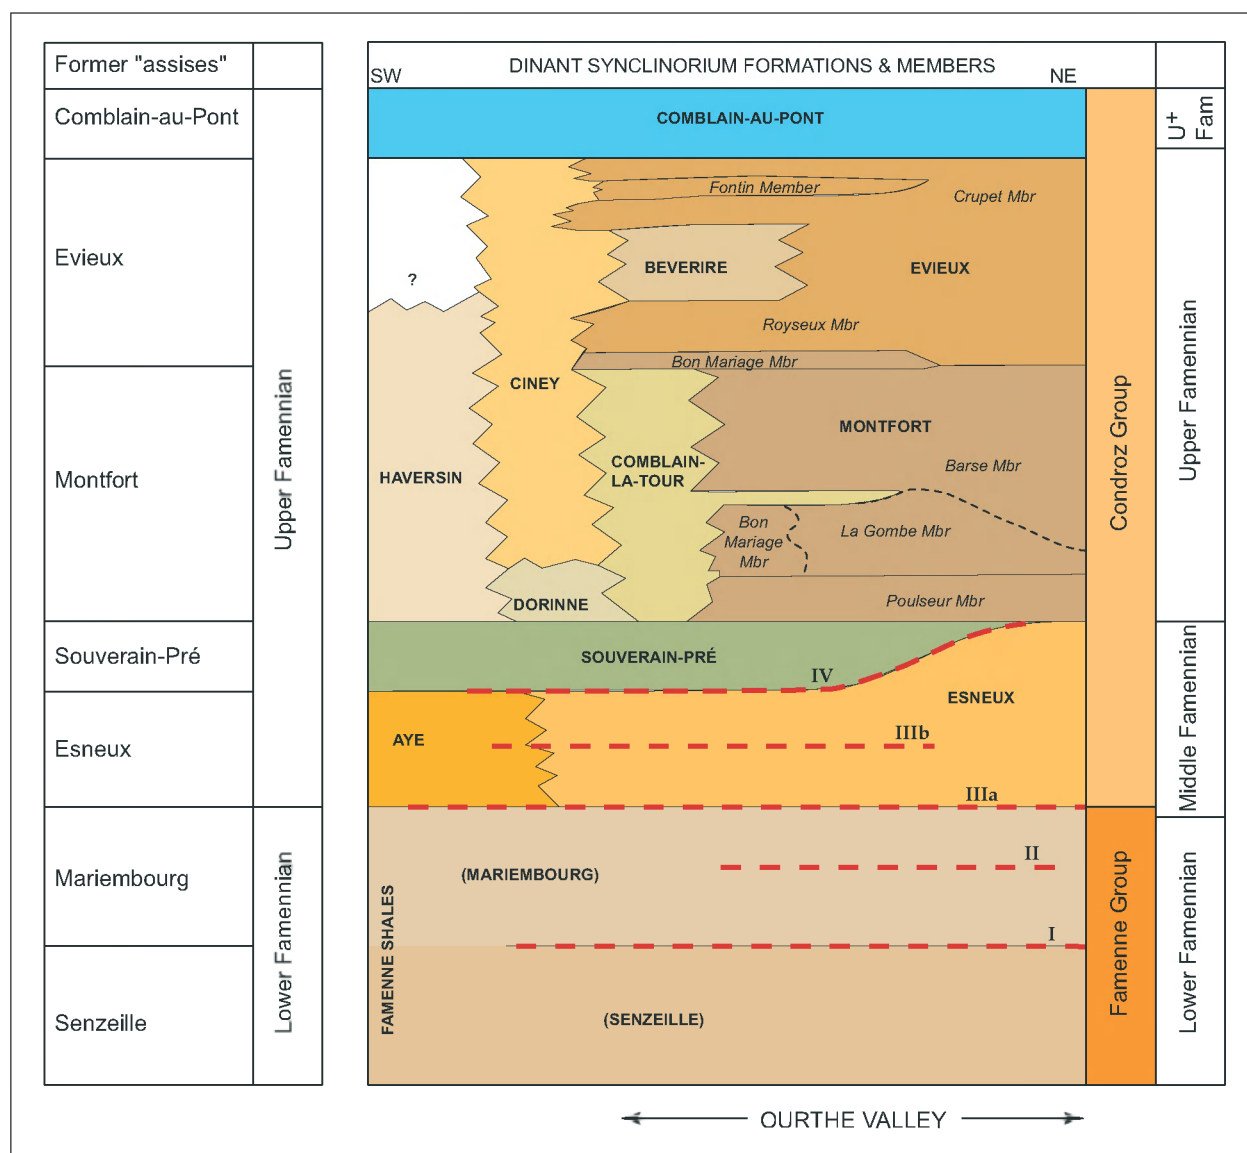 Former "assises"
Comblain-au-Pont
Evieux
Montfort
Souverain-Pré
Esneux
Mariembourg
Senzeille
Upper Famennian
Lower Famennian
DINANT SYNCLINORIUM FORMATIONS & MEMBERS
SW
NE
COMBLAIN-AU-PONT
Fontin Member
Crupet Mbr
BEVERIRE
EVIEUX
?
Royseux Mbr
Bon Mariage Mbr
CINEY
MONTFORT
COMBLAIN-
LA-TOUR
Barse Mbr
HAVERSIN
Bon
Mariage
Mbr
La Gombe Mbr
DORINNE
Poulseur Mbr
SOUVERAIN-PRÉ
IV
ESNEUX
AYE
IIIb
IIIa
II
(MARIEMBOURG)
I
FAMENNE SHALES
(SENZEILLE)
Condroz Group
Famenne Group
U+
Fam
Upper Famennian
Middle Famennian
Lower Famennian
OURTHE VALLEY